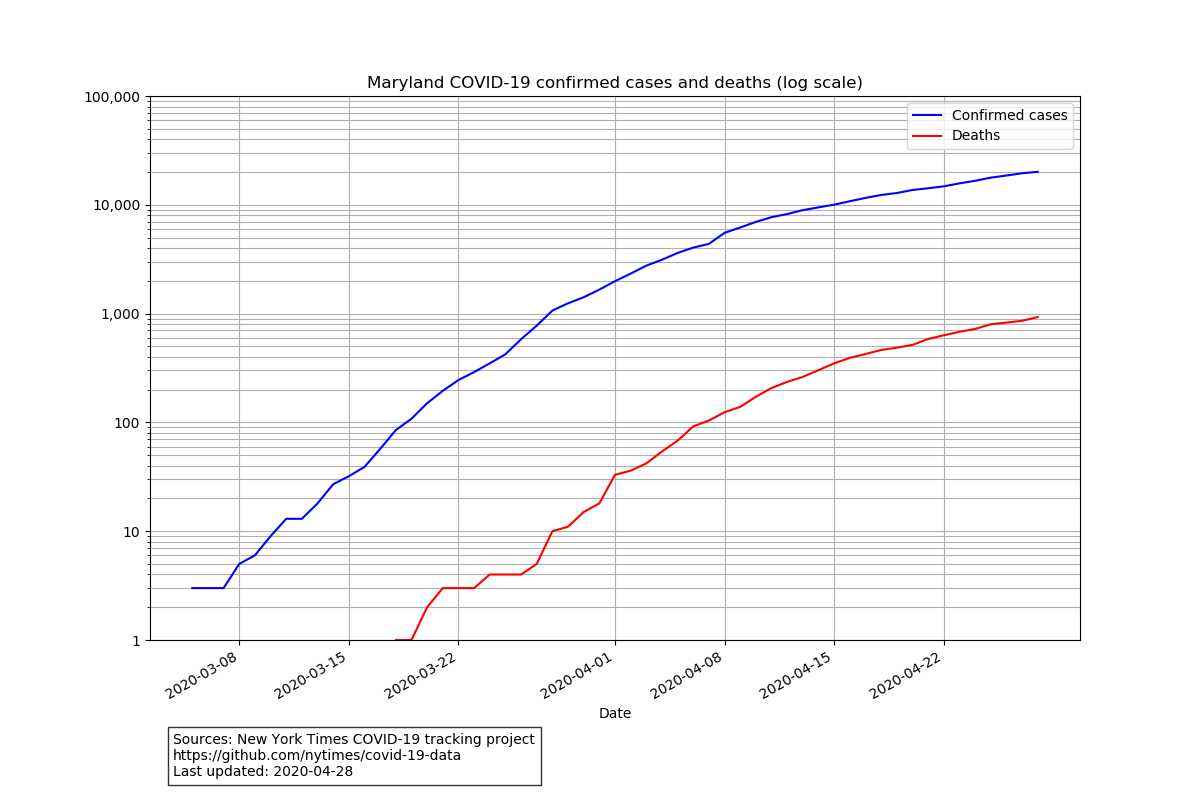 Maryland COVID-19 confirmed cases and deaths (log scale)
Confirmed cases
Deaths
100,000
10,000
1,000
100
10
1
2020-03-08
2020-03-15
2020-03-22
2020-04-01
2020-04-08
2020-04-15
2020-04-22
Date
Sources: New York Times COVID-19 tracking project
https://github.com/nytimes/covid-19-data
Last updated: 2020-04-28